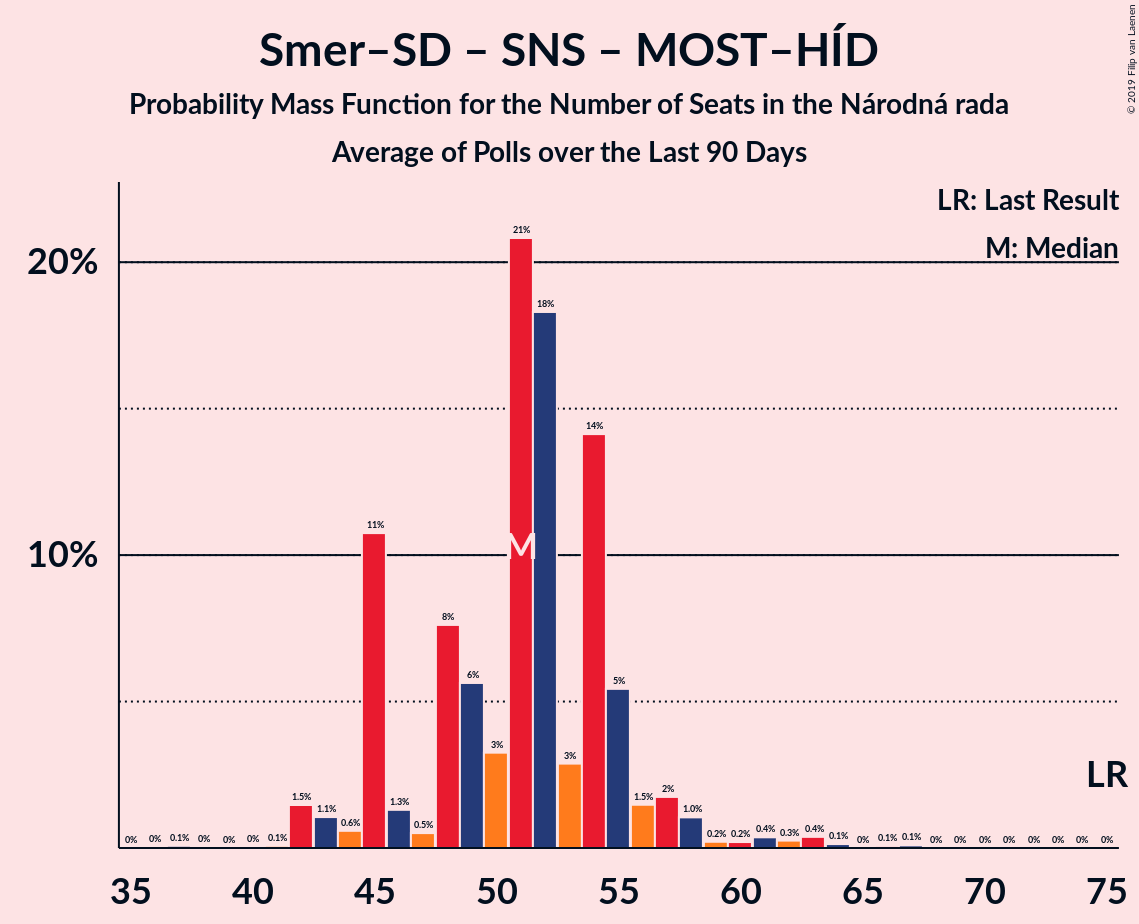 Smer–SD – SNS – MOST–HÍD
Probability Mass Function for the Number of Seats in the Národná rada
Average of Polls over the Last 90 Days
© 2019 Filip van Laenen
LR: Last Result
M: Median
20%
10%
0% 0% 0.1% 0% 0% 0% 0.1% 1.5% 1.1% 0.6% 11% 1.3% 0.5% 8% 6% 3% 21% 18% 3% 14% 5% 1.5% 2% 1.0% 0.2% 0.2% 0.4% 0.3% 0.4% 0.1% 0% 0.1% 0.1% 0% 0% 0% 0% 0% 0% 0% 0%
M
LR
35 40 45 50 55 60 65 70 75